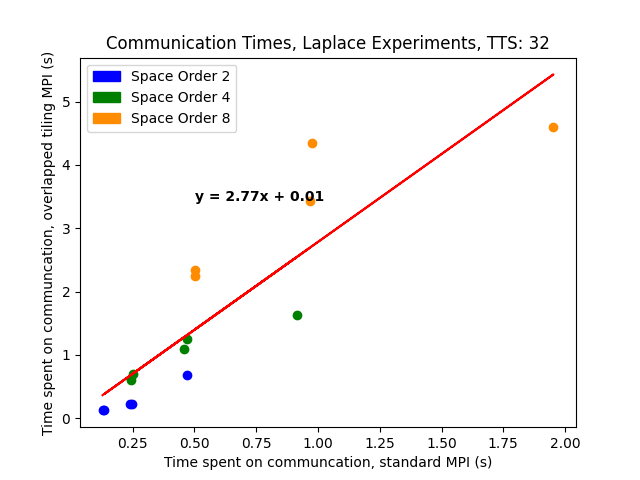 Communication Times, Laplace Experiments, TTS: 32
Time spent on communcation, overlapped tiling MPI (s)
Space Order 2
Space Order 4
Space Order 8
y = 2.77x + 0.01
5
4
3
2
1
0
0.25 0.50 0.75 1.00 1.25 1.50 1.75 2.00
Time spent on communcation, standard MPI (s)